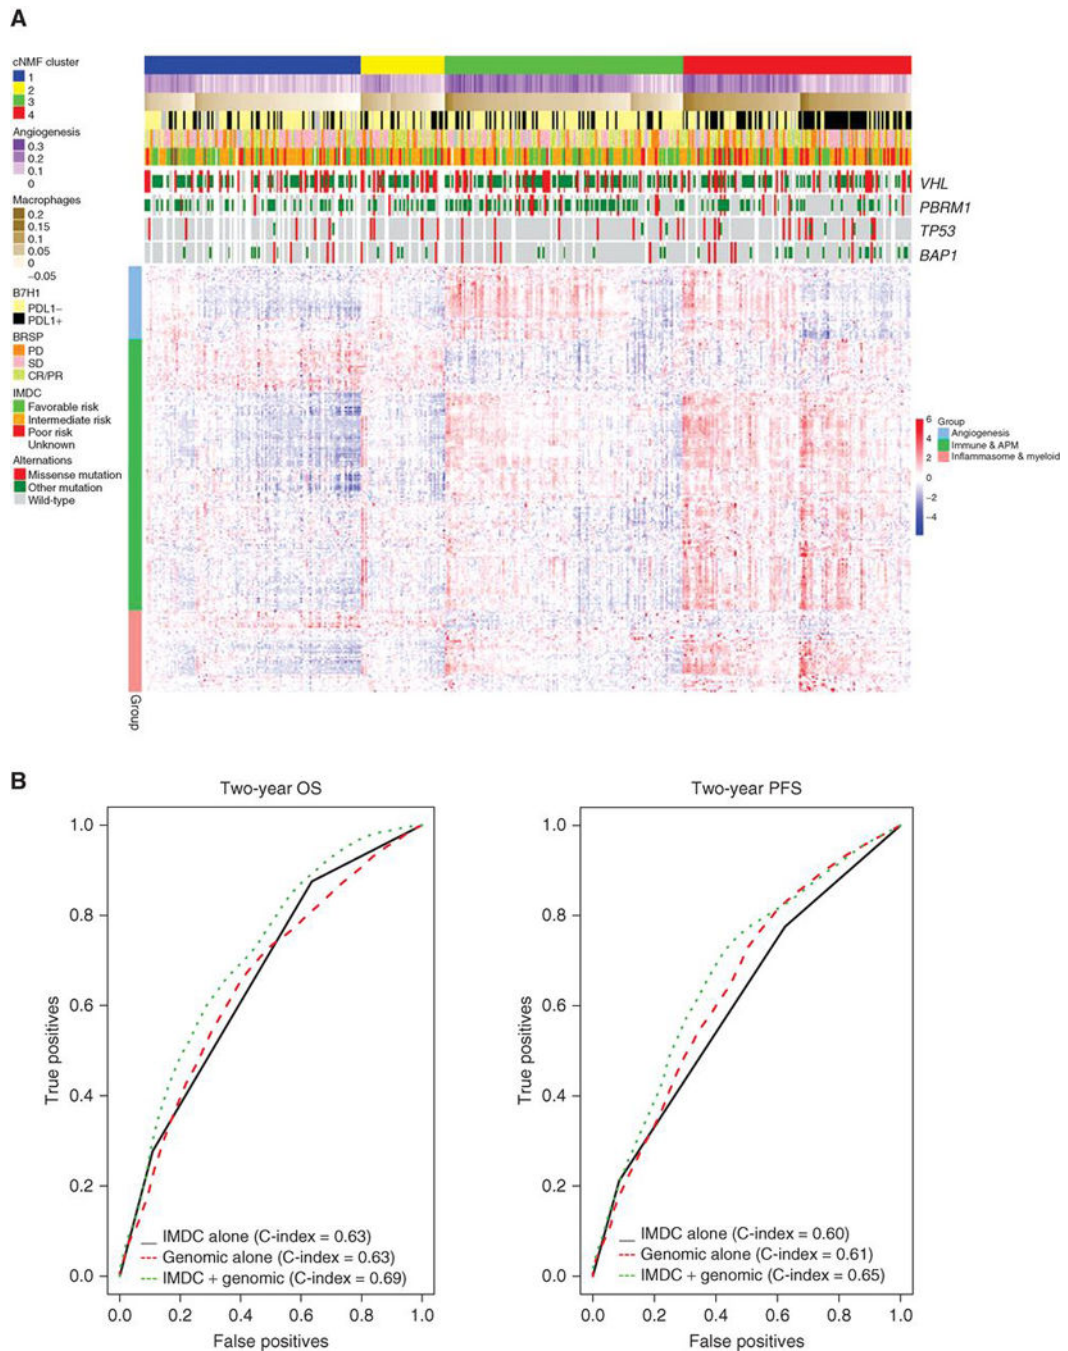 A
cNMF cluster
1
2
3
4
Angiogenesis
0.3
0.2
0.1
0
Macrophages
0.2
0.15
0.1
0.05
0
−0.05
B7H1
PDL1−
PDL1+
BRSP
PD
SD
CR/PR
IMDC
Favorable risk
Intermediate risk
Poor risk
Unknown
Alternations
Missense mutation
Other mutation
Wild-type
VHL
PBRM1
TP53
BAP1
6
4
2
0
−2
−4
Group
Angiogenesis
Immune & APM
Inflammasome & myeloid
Group
B
Two-year OS
True positives
1.0
0.8
0.6
0.4
0.2
0.0
IMDC alone (C-index = 0.63)
Genomic alone (C-index = 0.63)
IMDC + genomic (C-index = 0.69)
0.0 0.2 0.4 0.6 0.8 1.0
False positives
Two-year PFS
True positives
1.0
0.8
0.6
0.4
0.2
0.0
IMDC alone (C-index = 0.60)
Genomic alone (C-index = 0.61)
IMDC + genomic (C-index = 0.65)
0.0 0.2 0.4 0.6 0.8 1.0
False positives